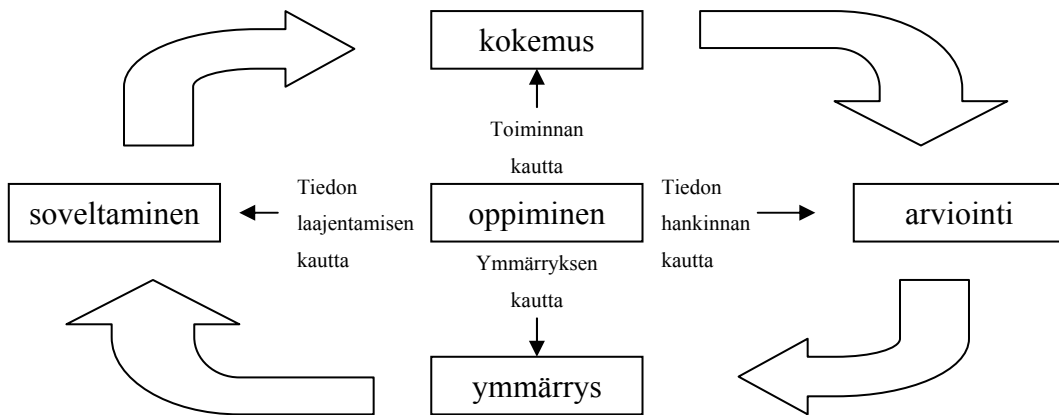 kokemus
Toiminnan
kautta
soveltaminen
Tiedon
laajentamisen
kautta
oppiminen
Tiedon
hankinnan
kautta
arviointi
Ymmärryksen
kautta
ymmärrys